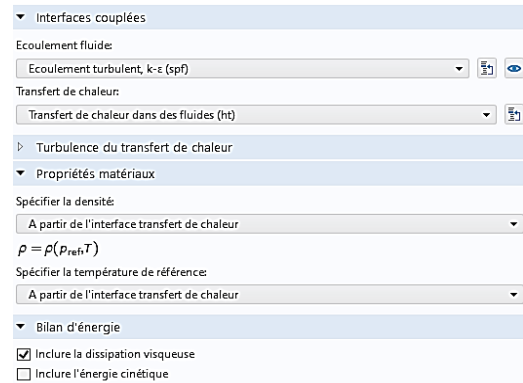 Interfaces couplées
Ecoulement fluide:
Ecoulement turbulent, k-ε (spf)
Transfert de chaleur:
Transfert de chaleur dans des fluides (ht)
Turbulence du transfert de chaleur
Propriétés matériaux
Spécifier la densité:
A partir de l'interface transfert de chaleur
ρ = ρ(pref,T)
Spécifier la température de référence:
A partir de l'interface transfert de chaleur
Bilan d'énergie
Inclure la dissipation visqueuse
Inclure l'énergie cinétique